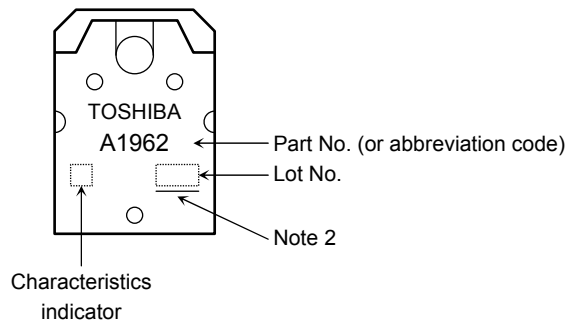 TOSHIBA
A1962
Part No. (or abbreviation code)
Lot No.
Note 2
Characteristics
indicator